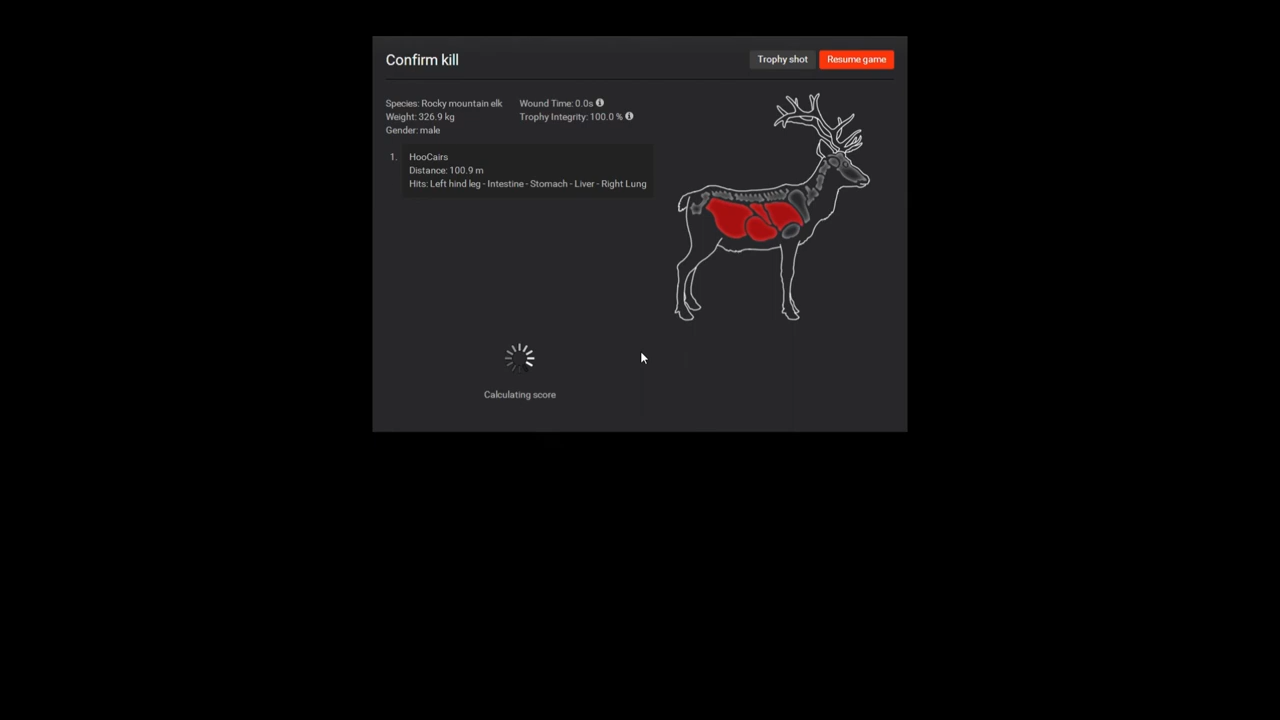 Confirm kill
Trophy shot
Resume game
Species: Rocky mountain elk
Weight: 326.9 kg
Gender: male
Wound Time: 0.0s
Trophy Integrity: 100.0 %
1. HooCairs
Distance: 100.9 m
Hits: Left hind leg - Intestine - Stomach - Liver - Right Lung
Calculating score